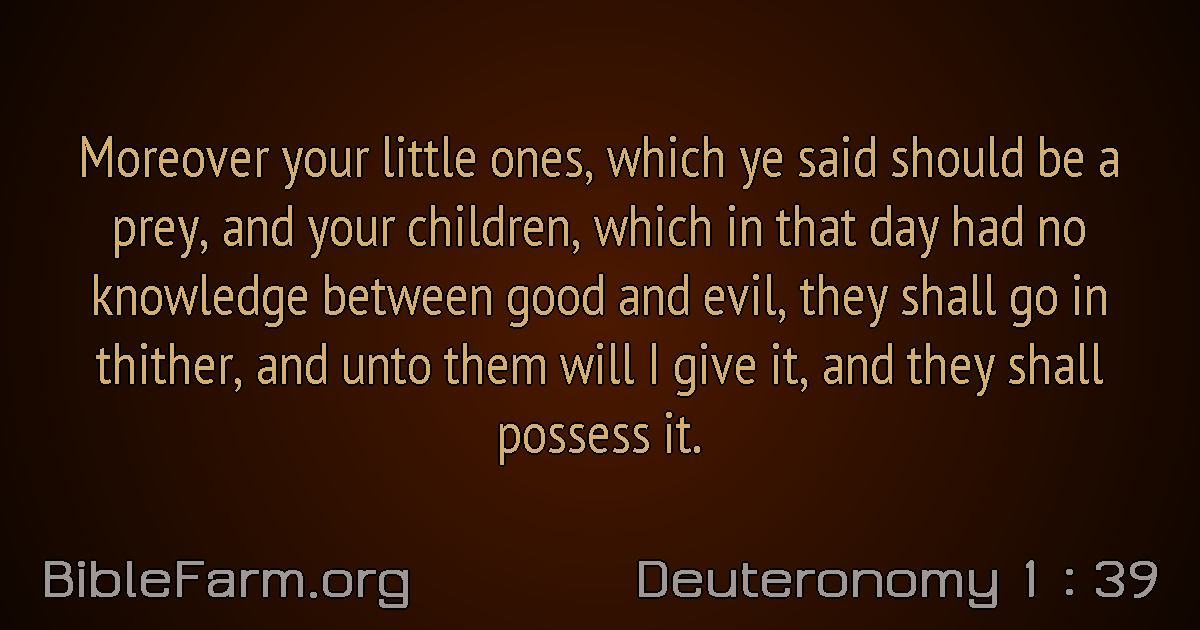 Moreover your little ones, which ye said should be a
prey, and your children, which in that day had no
knowledge between good and evil, they shall go in
thither, and unto them will I give it, and they shall
possess it.
BibleFarm.org
Deuteronomy 1 : 39